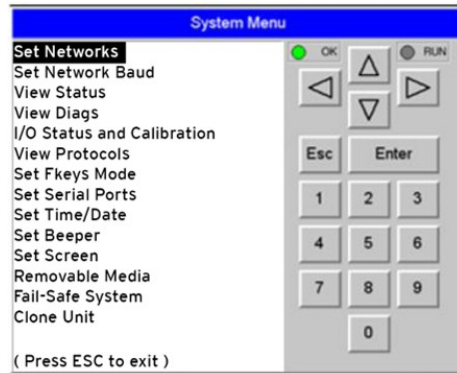 System Menu
Set Networks
Set Network Baud
View Status
View Diags
I/O Status and Calibration
View Protocols
Set Fkeys Mode
Set Serial Ports
Set Time/Date
Set Beeper
Set Screen
Removable Media
Fail-Safe System
Clone Unit
( Press ESC to exit )
OK
RUN
Esc
Enter
1 2 3
4 5 6
7 8 9
0